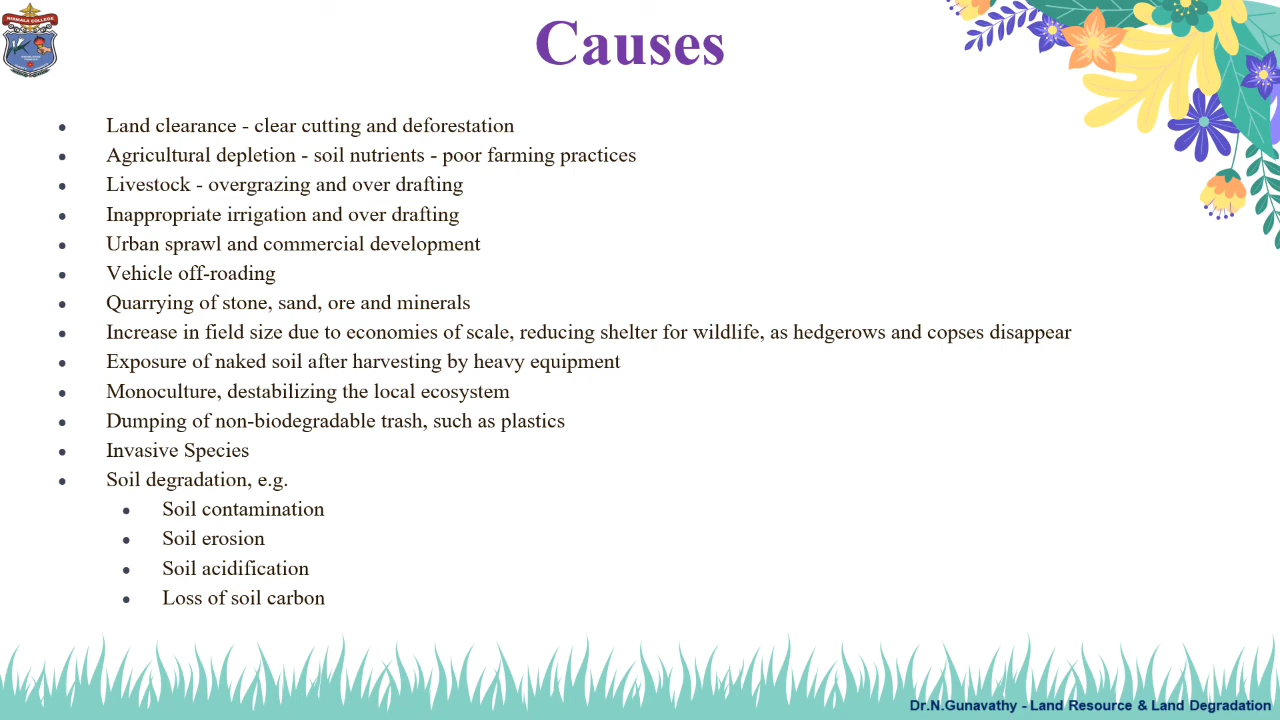 NIRMALA COLLEGE
Causes
• Land clearance - clear cutting and deforestation
• Agricultural depletion - soil nutrients - poor farming practices
• Livestock - overgrazing and over drafting
• Inappropriate irrigation and over drafting
• Urban sprawl and commercial development
• Vehicle off-roading
• Quarrying of stone, sand, ore and minerals
• Increase in field size due to economies of scale, reducing shelter for wildlife, as hedgerows and copses disappear
• Exposure of naked soil after harvesting by heavy equipment
• Monoculture, destabilizing the local ecosystem
• Dumping of non-biodegradable trash, such as plastics
• Invasive Species
• Soil degradation, e.g.
• Soil contamination
• Soil erosion
• Soil acidification
• Loss of soil carbon
Dr.N.Gunavathy - Land Resource & Land Degradation